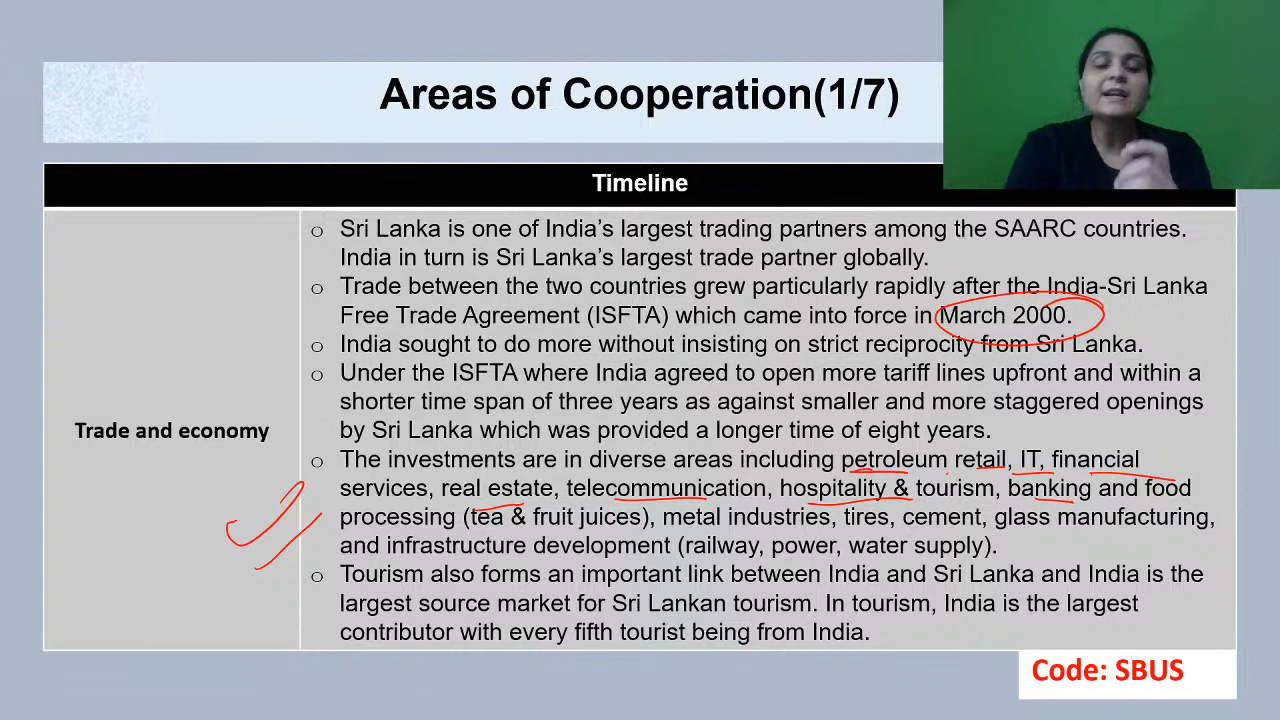 Areas of Cooperation(1/7)
Timeline
Trade and economy
o Sri Lanka is one of India’s largest trading partners among the SAARC countries.
India in turn is Sri Lanka’s largest trade partner globally.
o Trade between the two countries grew particularly rapidly after the India-Sri Lanka
Free Trade Agreement (ISFTA) which came into force in March 2000.
o India sought to do more without insisting on strict reciprocity from Sri Lanka.
o Under the ISFTA where India agreed to open more tariff lines upfront and within a
shorter time span of three years as against smaller and more staggered openings
by Sri Lanka which was provided a longer time of eight years.
o The investments are in diverse areas including petroleum retail, IT, financial
services, real estate, telecommunication, hospitality & tourism, banking and food
processing (tea & fruit juices), metal industries, tires, cement, glass manufacturing,
and infrastructure development (railway, power, water supply).
o Tourism also forms an important link between India and Sri Lanka and India is the
largest source market for Sri Lankan tourism. In tourism, India is the largest
contributor with every fifth tourist being from India.
Code: SBUS